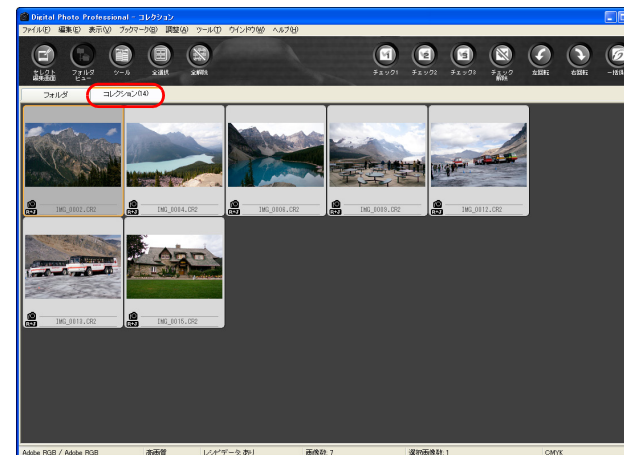 Digital Photo Professional - コレクション
ファイル(F) 編集(E) 表示(V) ブックマーク(B) 調整(A) ツール(T) ウインドウ(W) ヘルプ(H)
セレクト編集画面 フォルダビュー ツール 全選択 全解除 チェック1 チェック2 チェック3 チェック解除 左回転 右回転
フォルダ コレクション(14)
IMG_0002.CR2 IMG_0004.CR2 IMG_0006.CR2 IMG_0009.CR2 IMG_0012.CR2
IMG_0013.CR2 IMG_0015.CR2
Adobe RGB / Adobe RGB 高画質 レシピデータあり 画像数: 7 選択画像数: 1 CMYK